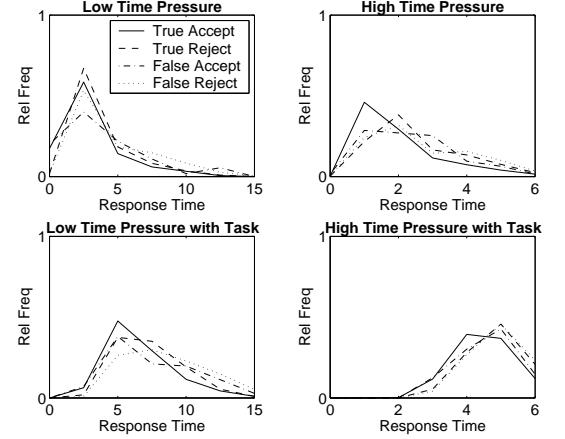 Low Time Pressure
1
Rel Freq
0
0 5 10 15
Response Time
True Accept
True Reject
False Accept
False Reject
High Time Pressure
1
Rel Freq
0
0 2 4 6
Response Time
Low Time Pressure with Task
1
Rel Freq
0
0 5 10 15
Response Time
High Time Pressure with Task
1
Rel Freq
0
0 2 4 6
Response Time